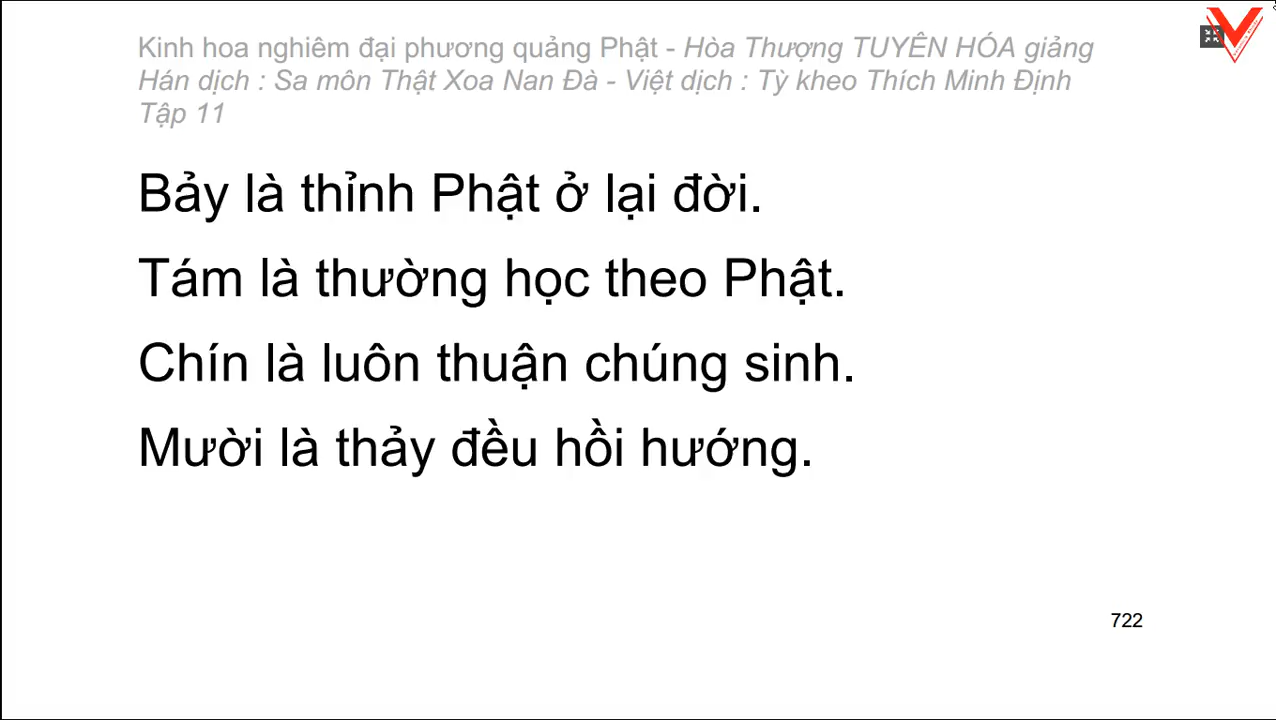 Kinh hoa nghiêm đại phương quảng Phật - Hòa Thượng TUYÊN HÓA giảng
Hán dịch : Sa môn Thật Xoa Nan Đà - Việt dịch : Tỳ kheo Thích Minh Định
Tập 11
Bảy là thỉnh Phật ở lại đời.
Tám là thường học theo Phật.
Chín là luôn thuận chúng sinh.
Mười là thảy đều hồi hướng.
722